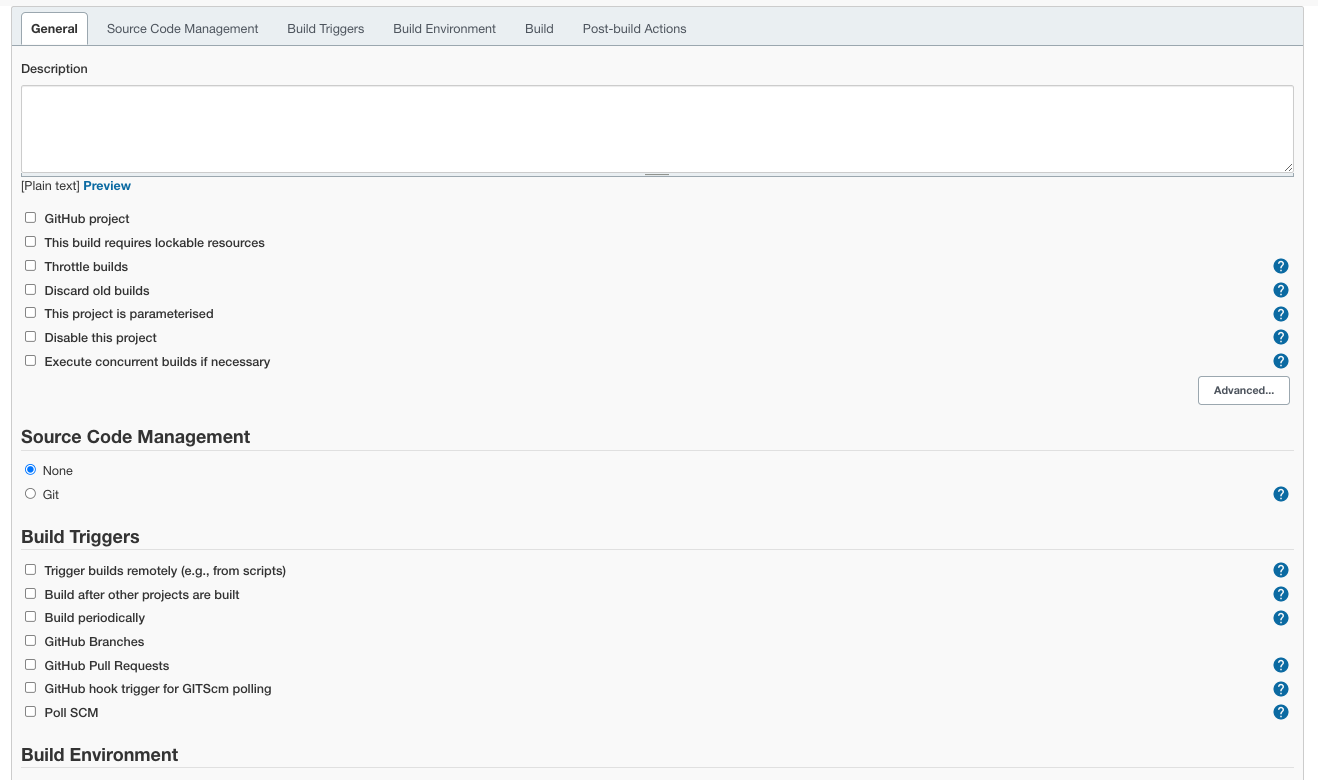 General Source Code Management Build Triggers Build Environment Build Post-build Actions
Description
[Plain text] Preview
GitHub project
This build requires lockable resources
Throttle builds ?
Discard old builds ?
This project is parameterised ?
Disable this project ?
Execute concurrent builds if necessary ?
Advanced...
Source Code Management
None
Git ?
Build Triggers
Trigger builds remotely (e.g., from scripts) ?
Build after other projects are built ?
Build periodically ?
GitHub Branches
GitHub Pull Requests ?
GitHub hook trigger for GITScm polling ?
Poll SCM ?
Build Environment